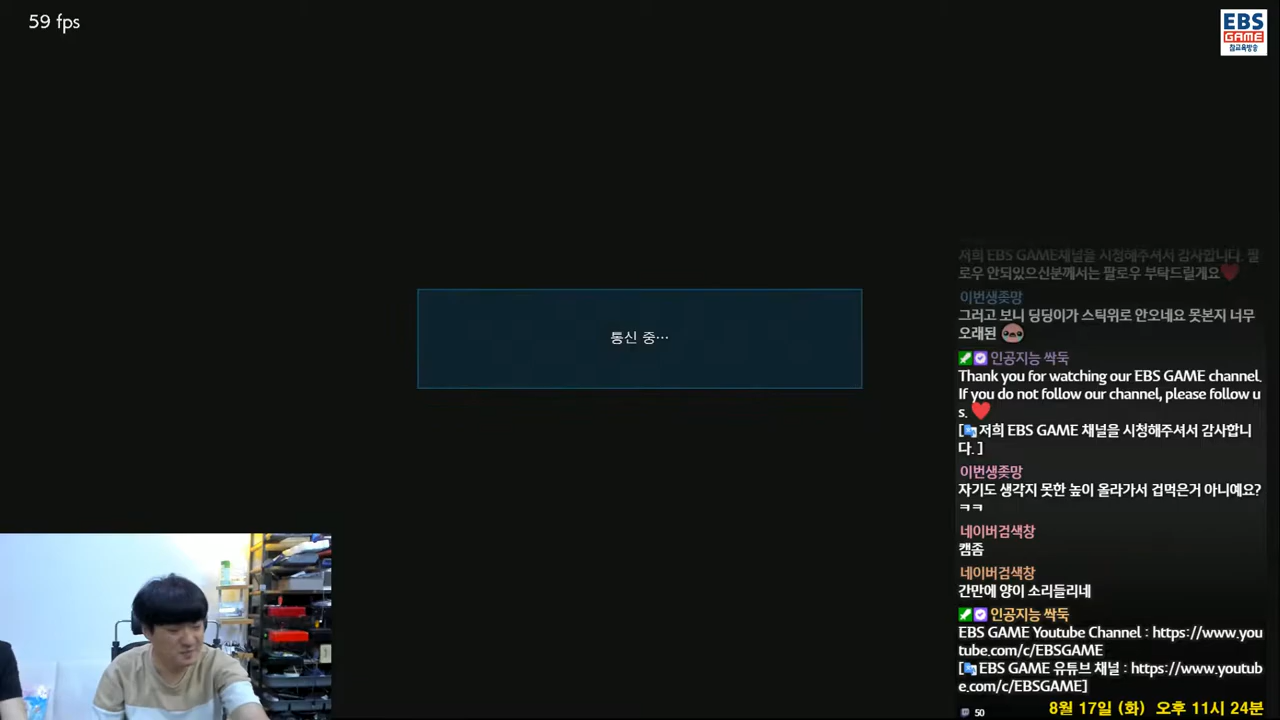 59 fps
EBS
GAME
참교육방송
저희 EBS GAME채널을 시청해주셔서 감사합니다. 팔
로우 안되있으신분께서는 팔로우 부탁드릴게요
이번생좆망
그러고 보니 딩딩이가 스틱위로 안오네요 못본지 너무
오래된
인공지능 싹둑
Thank you for watching our EBS GAME channel.
If you do not follow our channel, please follow u
s.
[저희 EBS GAME 채널을 시청해주셔서 감사합니
다. ]
통신 중…
이번생좆망
자기도 생각지 못한 높이 올라가서 겁먹은거 아니예요?
ㅋㅋ
네이버검색창
캠좀
네이버검색창
간만에 양이 소리들리네
인공지능 싹둑
EBS GAME Youtube Channel : https://www.you
tube.com/c/EBSGAME
[EBS GAME 유튜브 채널 : https://www.youtub
e.com/c/EBSGAME]
50
8월 17일 (화) 오후 11시 24분